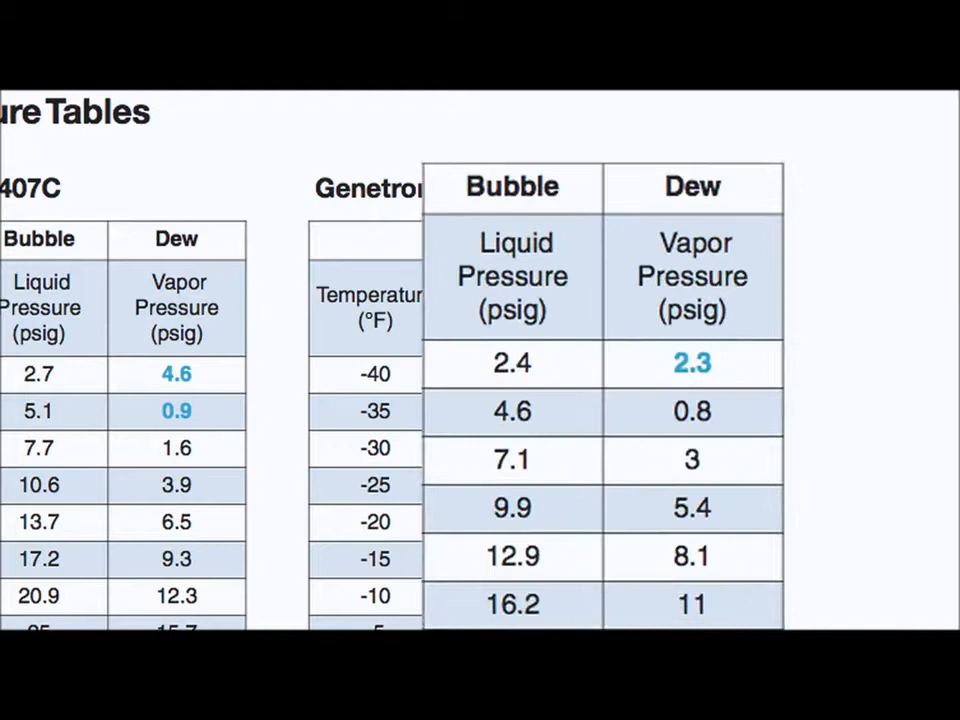 ure Tables
407C
Bubble Dew
Liquid Pressure (psig) Vapor Pressure (psig)
2.7 4.6
5.1 0.9
7.7 1.6
10.6 3.9
13.7 6.5
17.2 9.3
20.9 12.3
Genetron
Temperatur (°F)
-40
-35
-30
-25
-20
-15
-10
Bubble Dew
Liquid Pressure (psig) Vapor Pressure (psig)
2.4 2.3
4.6 0.8
7.1 3
9.9 5.4
12.9 8.1
16.2 11